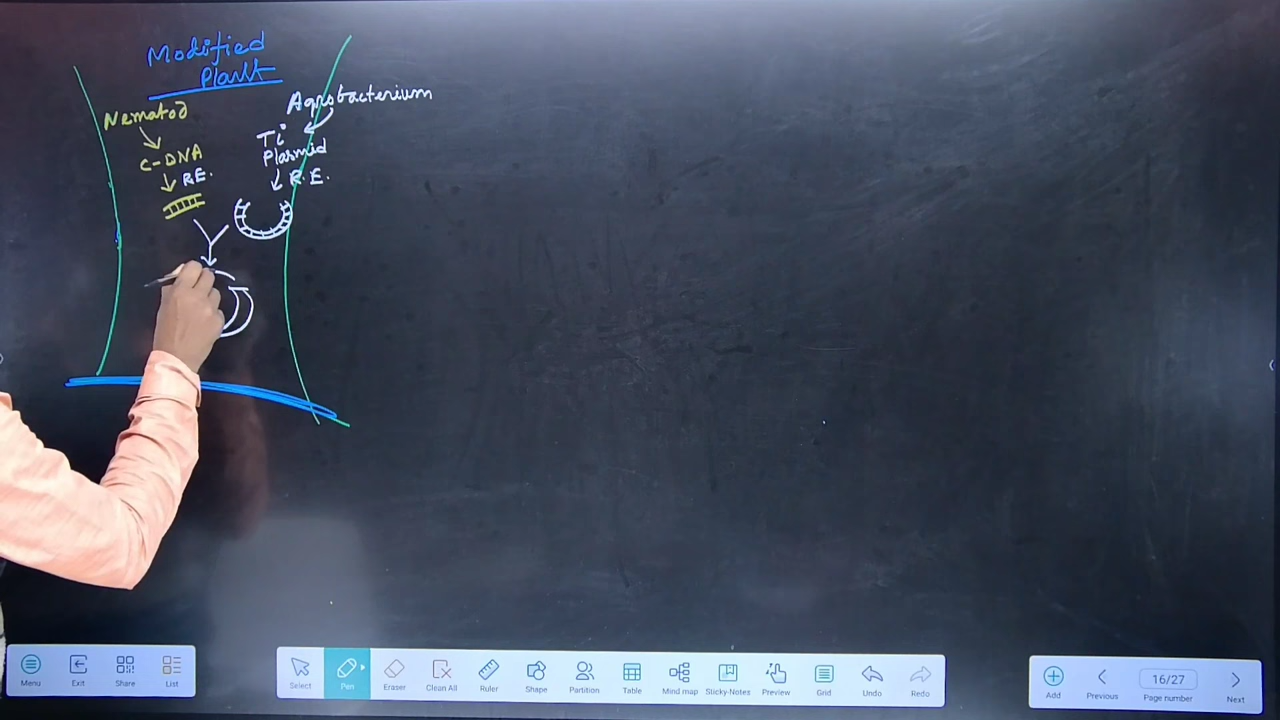 Modified
Plant
Nematod
C-DNA
R.E.
Agrobacterium
Ti
Plasmid
R.E.
Menu
Exit
Share
List
Select
Pen
Eraser
Clean All
Ruler
Shape
Partition
Table
Mind map
Sticky-Notes
Preview
Grid
Undo
Redo
Add
Previous
16/27
Page number
Next